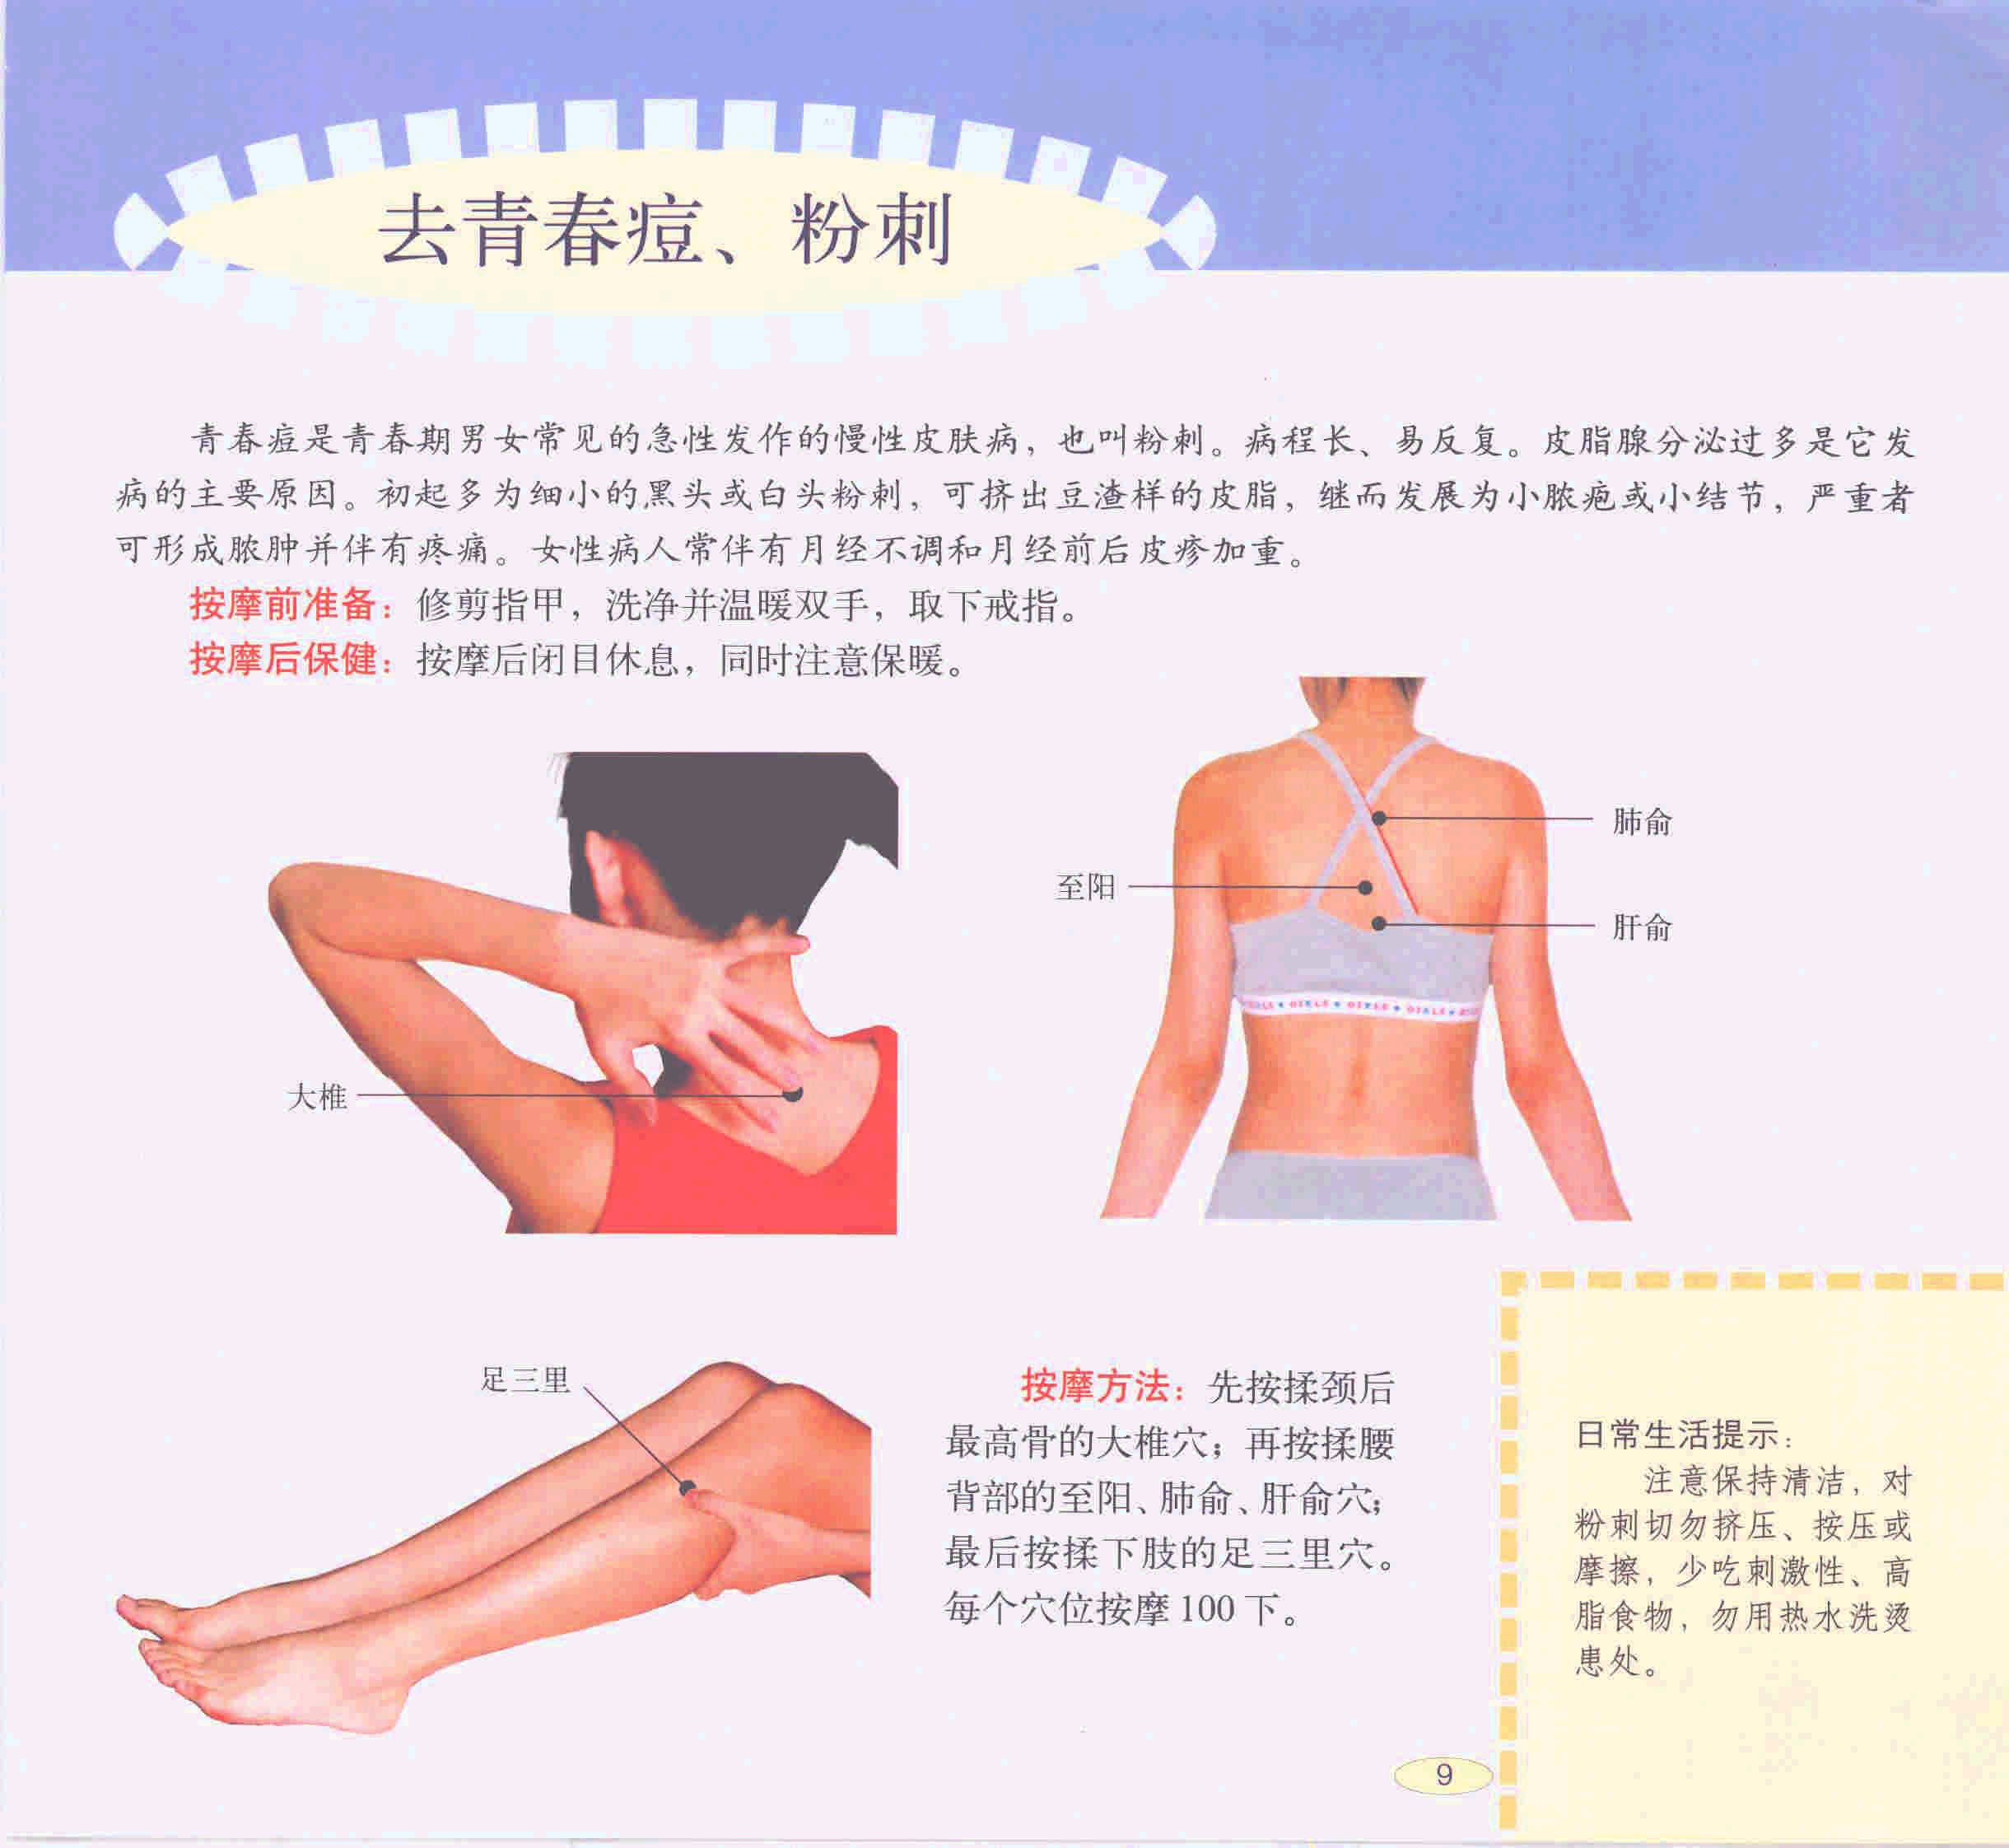 去青春痘、粉刺
青春痘是青春期男女常见的急性发作的慢性皮肤病，也叫粉刺。病程长、易反复。皮脂腺分泌过多是它发
病的主要原因。初起多为细小的黑头或白头粉刺，可挤出豆渣样的皮脂，继而发展为小脓疱或小结节，严重者
可形成脓肿并伴有疼痛。女性病人常伴有月经不调和月经前后皮疹加重。
按摩前准备：修剪指甲，洗净并温暖双手，取下戒指。
按摩后保健：按摩后闭目休息，同时注意保暖。
大椎
肺俞
至阳
肝俞
足三里
按摩方法：先按揉颈后
最高骨的大椎穴；再按揉腰
背部的至阳、肺俞、肝俞穴；
最后按揉下肢的足三里穴。
每个穴位按摩100下。
日常生活提示：
注意保持清洁，对
粉刺切勿挤压、按压或
摩擦，少吃刺激性、高
脂食物，勿用热水洗烫
患处。
9